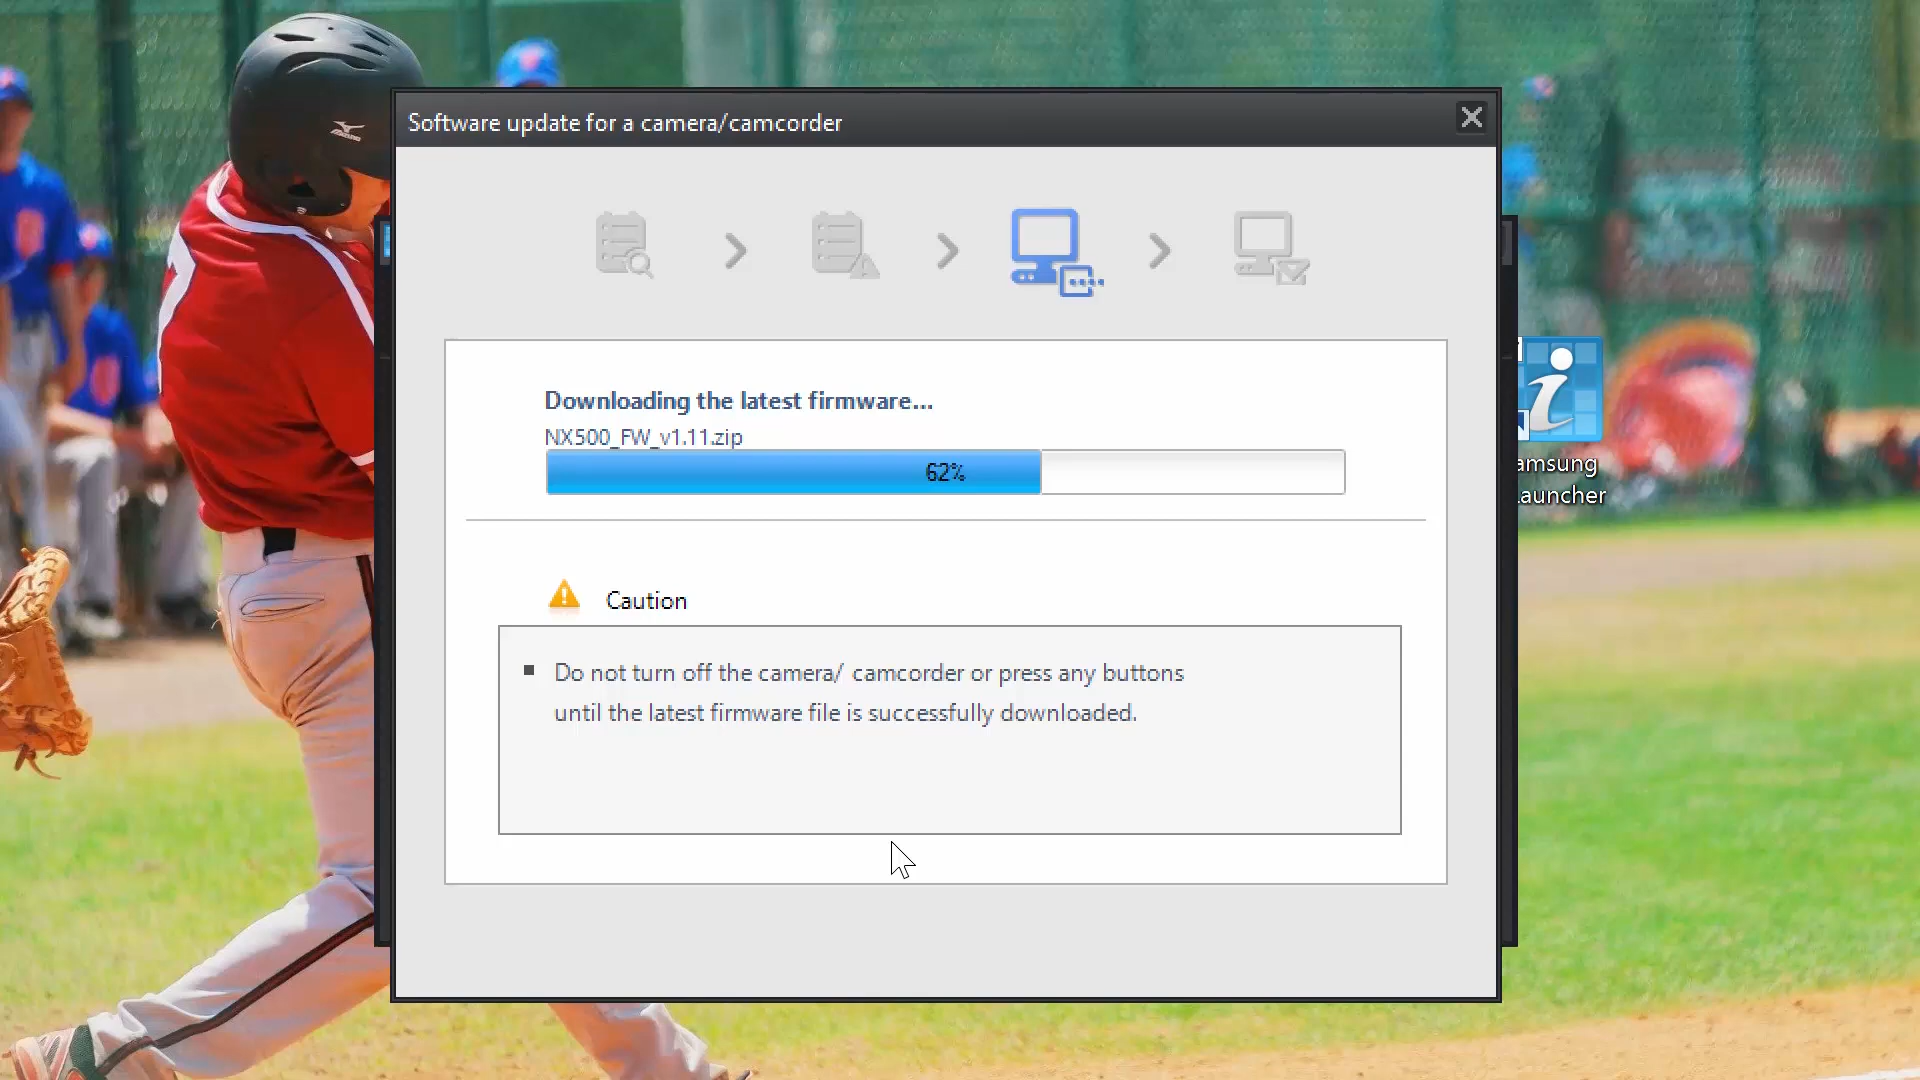 Software update for a camera/camcorder
Downloading the latest firmware...
NX500_FW_v1.11.zip
62%
amsung
auncher
Caution
Do not turn off the camera/ camcorder or press any buttons
until the latest firmware file is successfully downloaded.
7